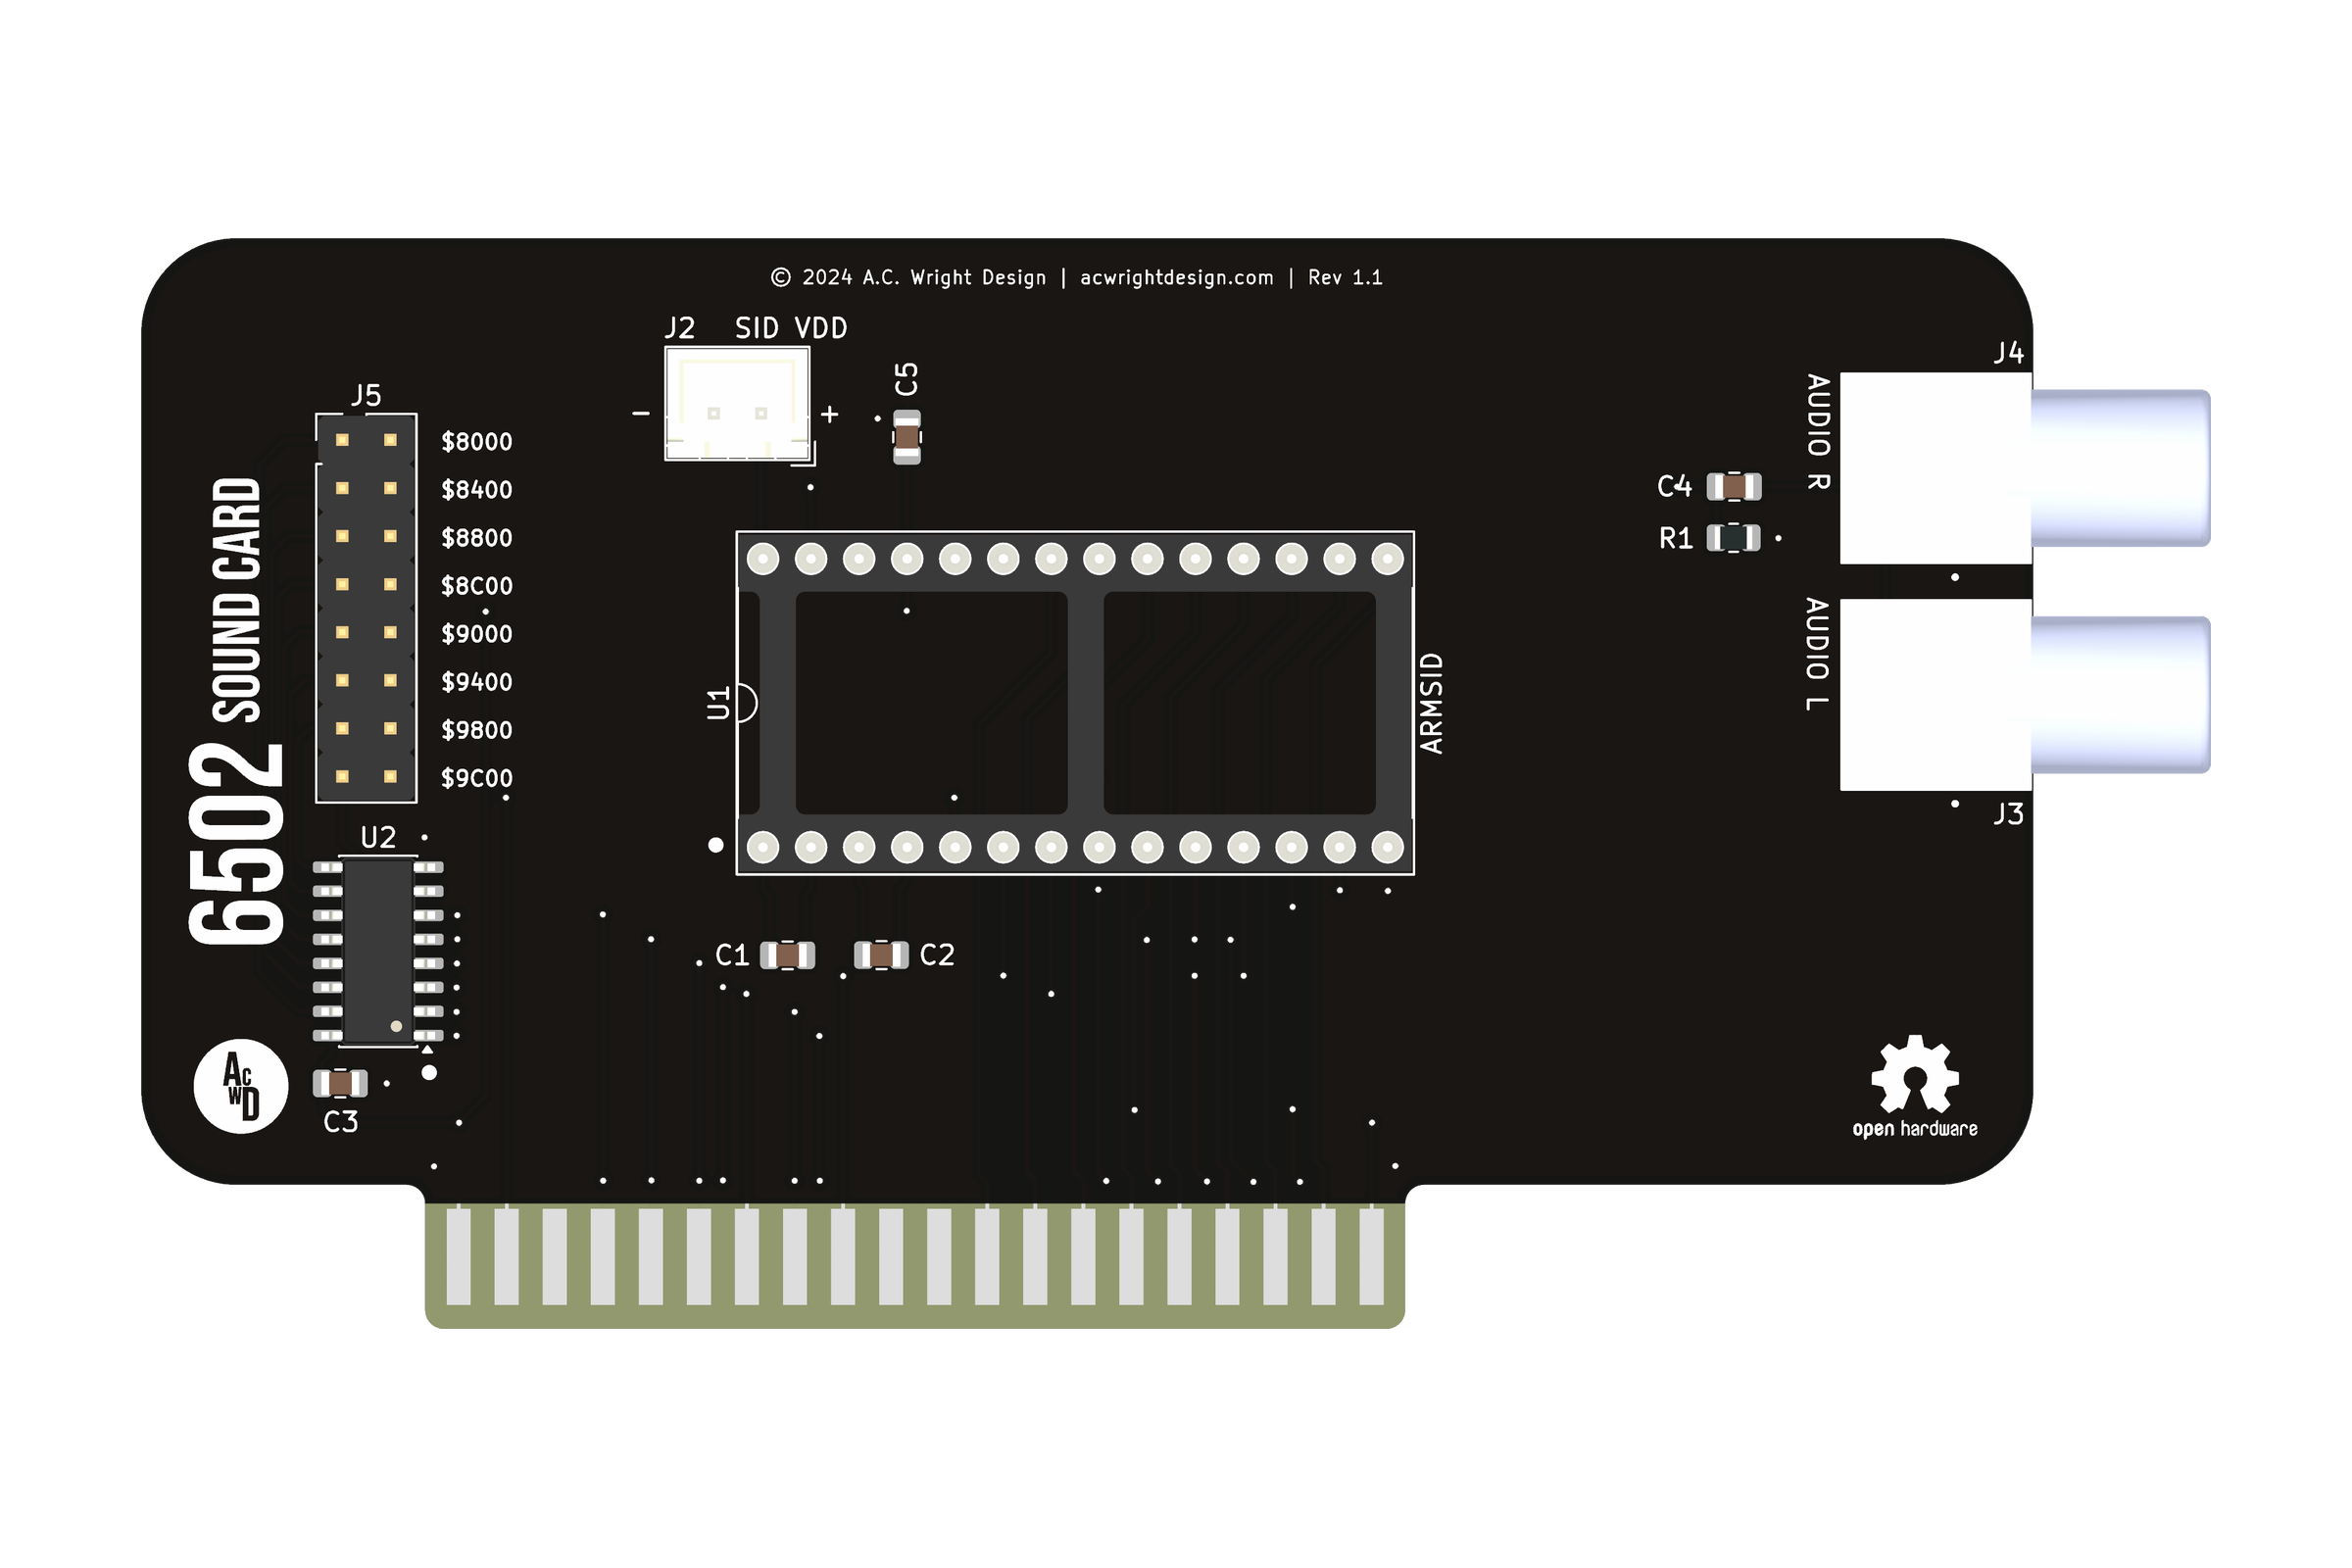 © 2024 A.C. Wright Design | acwrightdesign.com | Rev 1.1
J2 SID VDD
- +
C5
J5
$8000
$8400
$8800
$8C00
$9000
$9400
$9800
$9C00
6502 SOUND CARD
U2
C3
ACWD
U1
ARMSID
C1
C2
C4
R1
J4
AUDIO R
AUDIO L
J3
open hardware